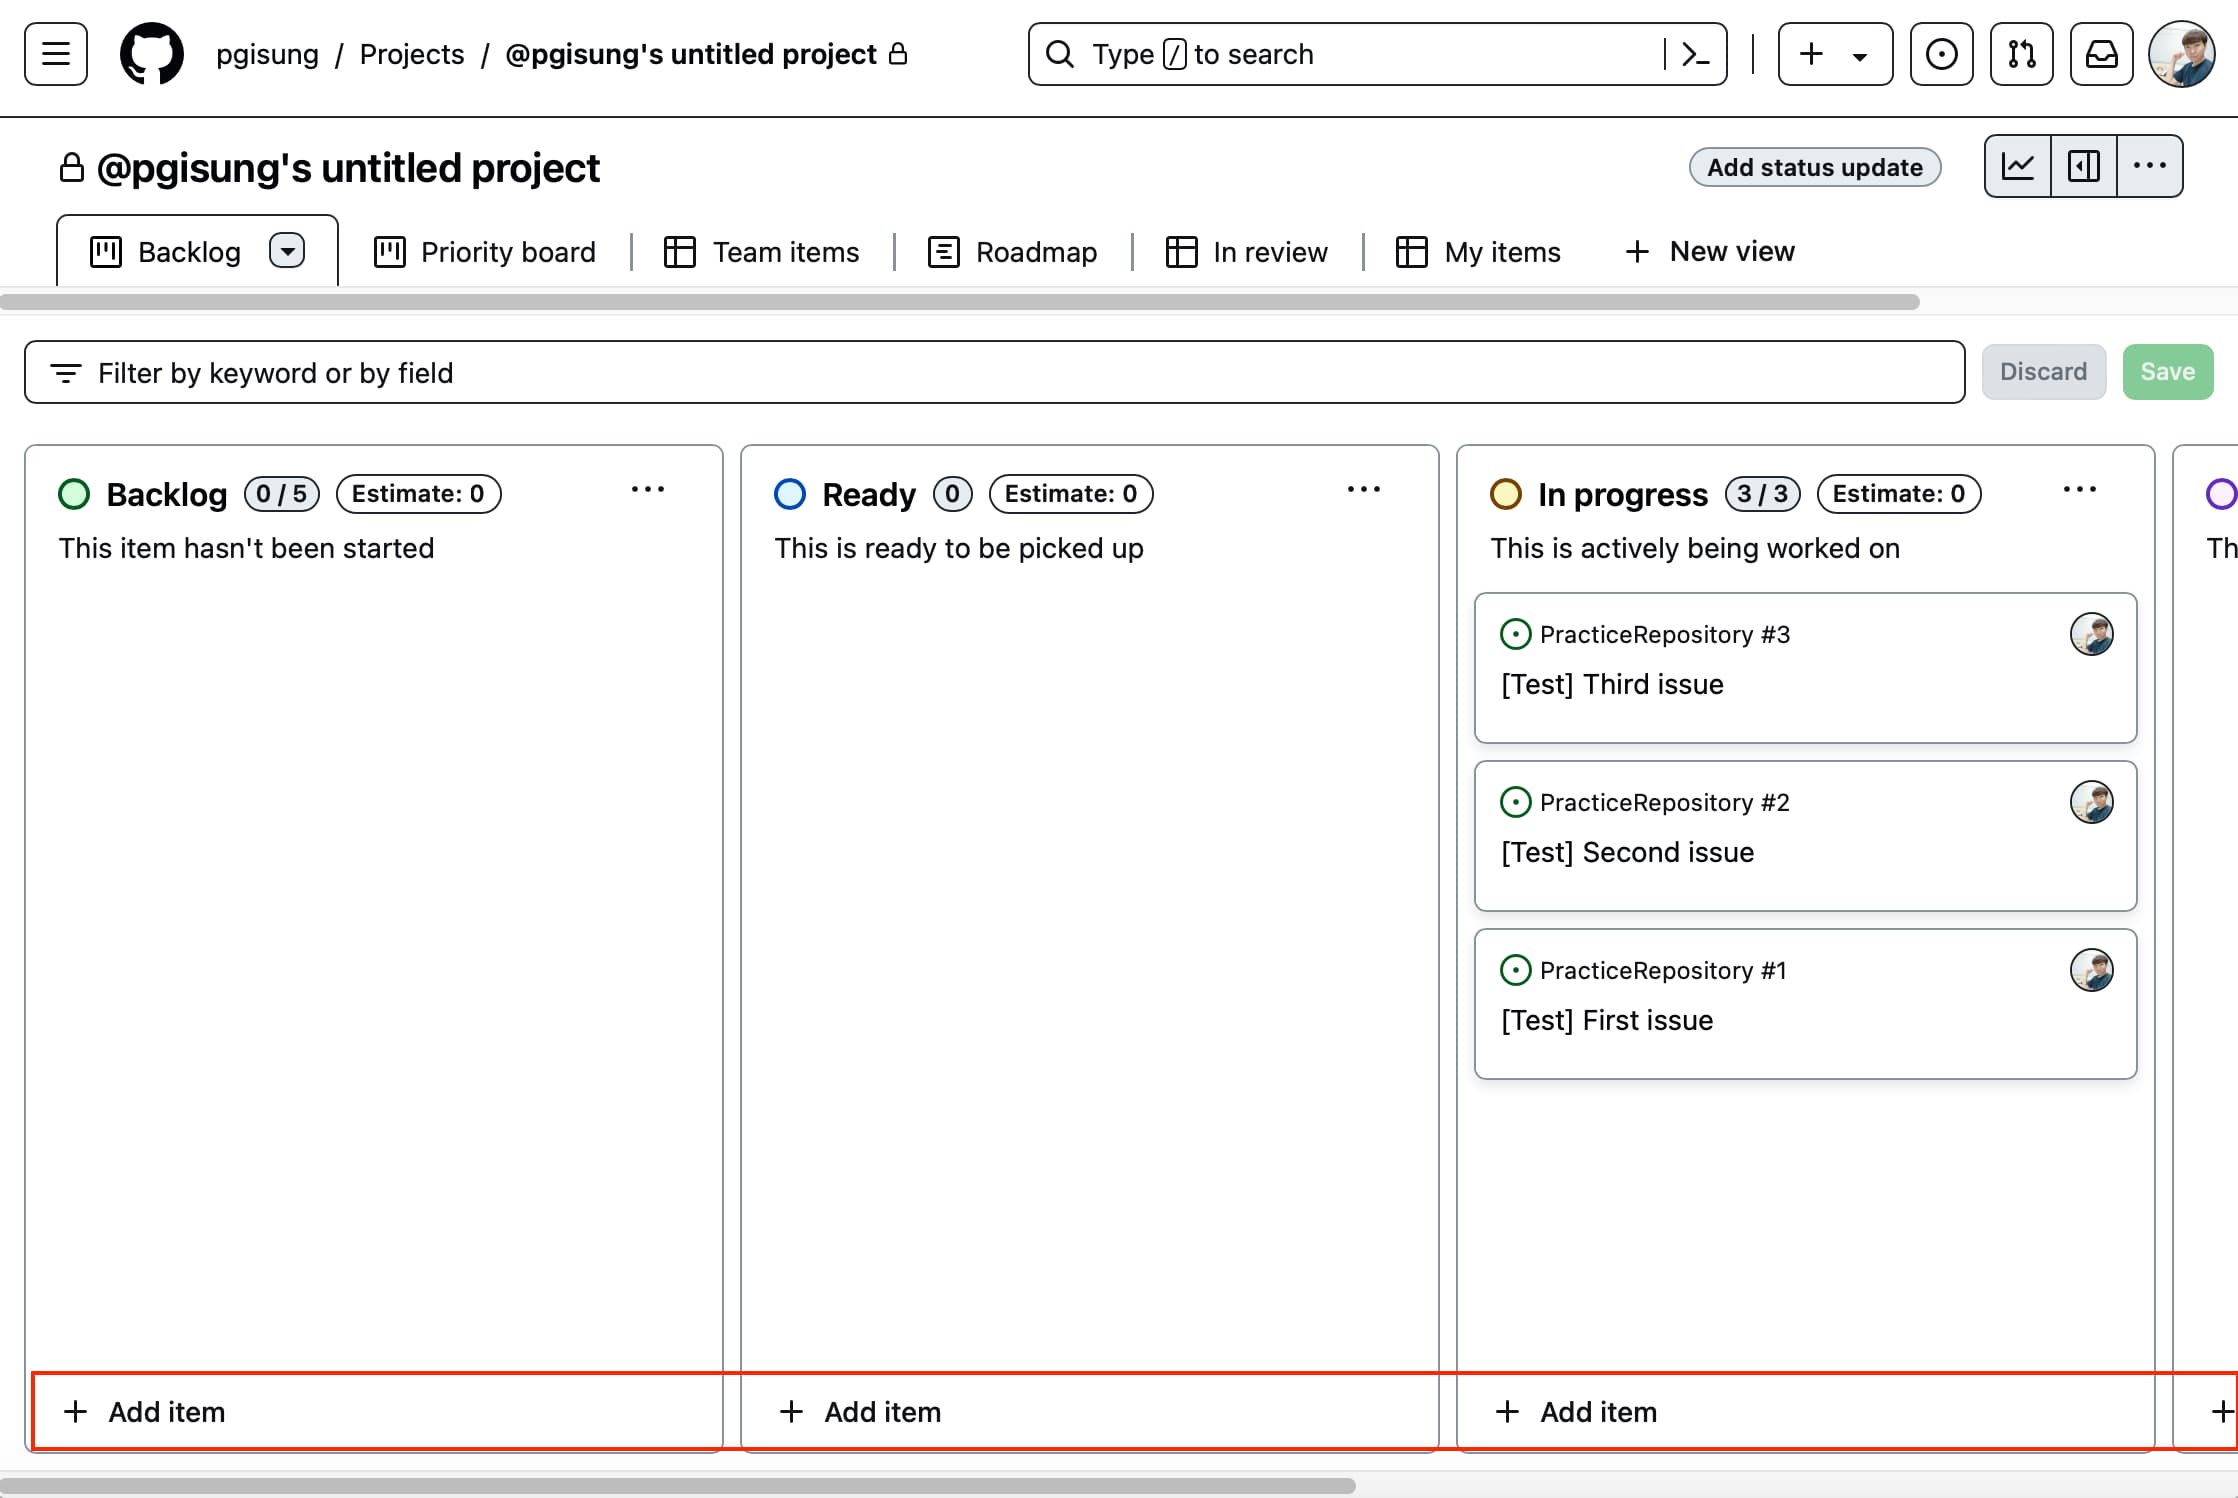 pgisung / Projects / @pgisung's untitled project
Type / to search
@pgisung's untitled project
Add status update
Backlog
Priority board
Team items
Roadmap
In review
My items
New view
Filter by keyword or by field
Discard
Save
Backlog 0 / 5 Estimate: 0
This item hasn't been started
Add item
Ready 0 Estimate: 0
This is ready to be picked up
Add item
In progress 3 / 3 Estimate: 0
This is actively being worked on
PracticeRepository #3
[Test] Third issue
PracticeRepository #2
[Test] Second issue
PracticeRepository #1
[Test] First issue
Add item
Th